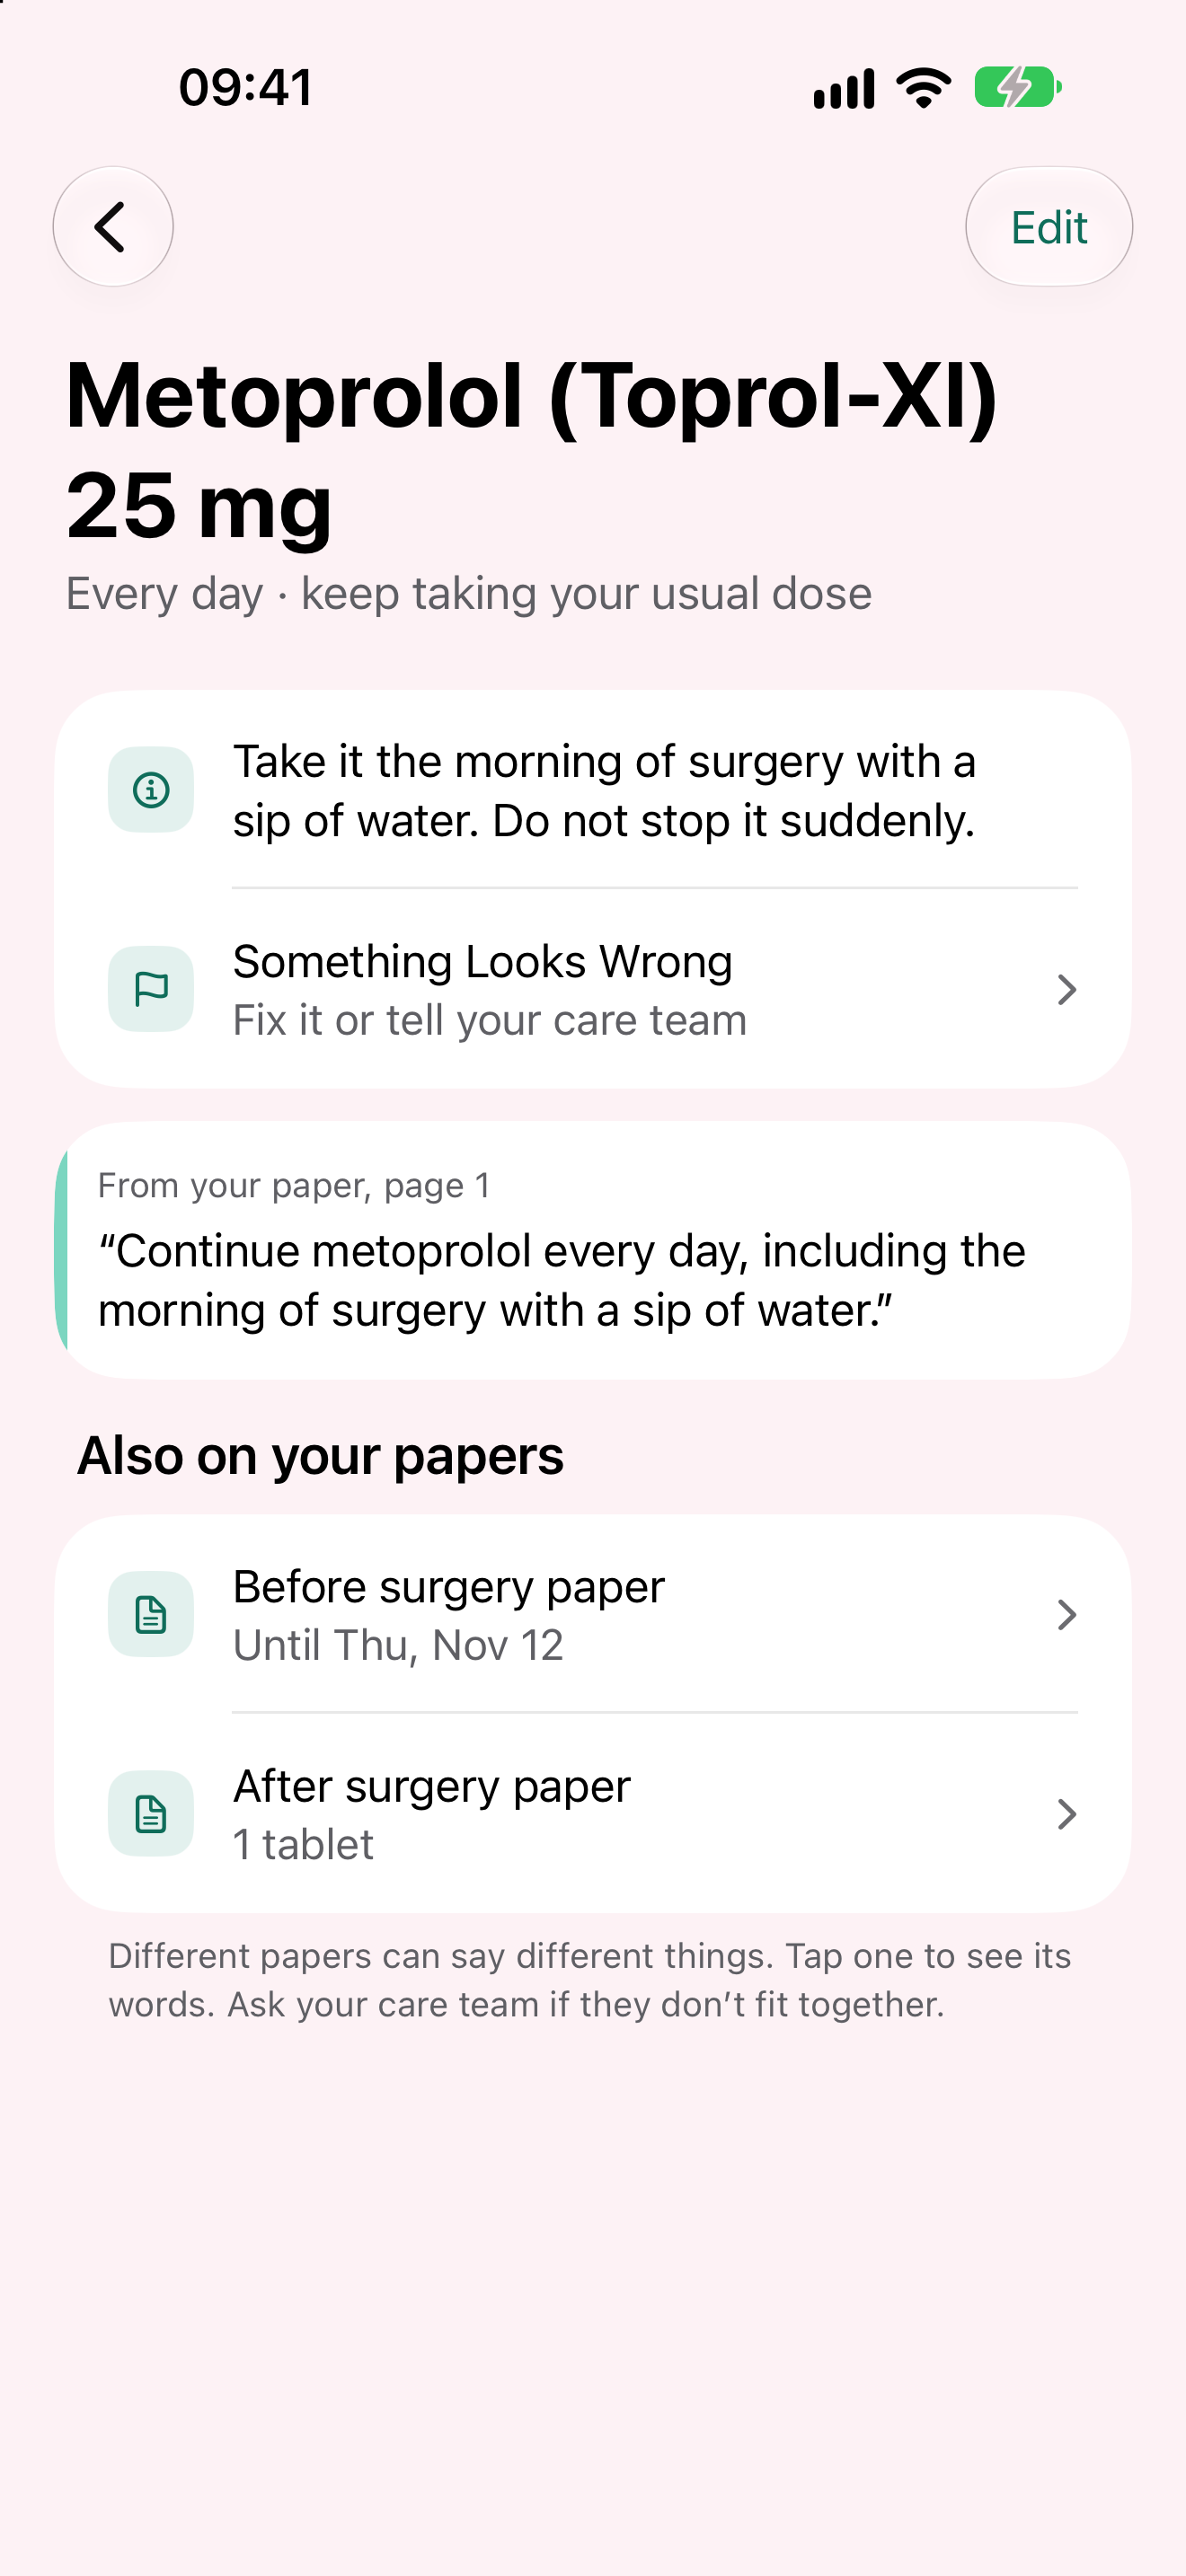 09:41
Edit
Metoprolol (Toprol-Xl)
25 mg
Every day · keep taking your usual dose
Take it the morning of surgery with a
sip of water. Do not stop it suddenly.
Something Looks Wrong
Fix it or tell your care team
From your paper, page 1
“Continue metoprolol every day, including the
morning of surgery with a sip of water.”
Also on your papers
Before surgery paper
Until Thu, Nov 12
After surgery paper
1 tablet
Different papers can say different things. Tap one to see its
words. Ask your care team if they don’t fit together.